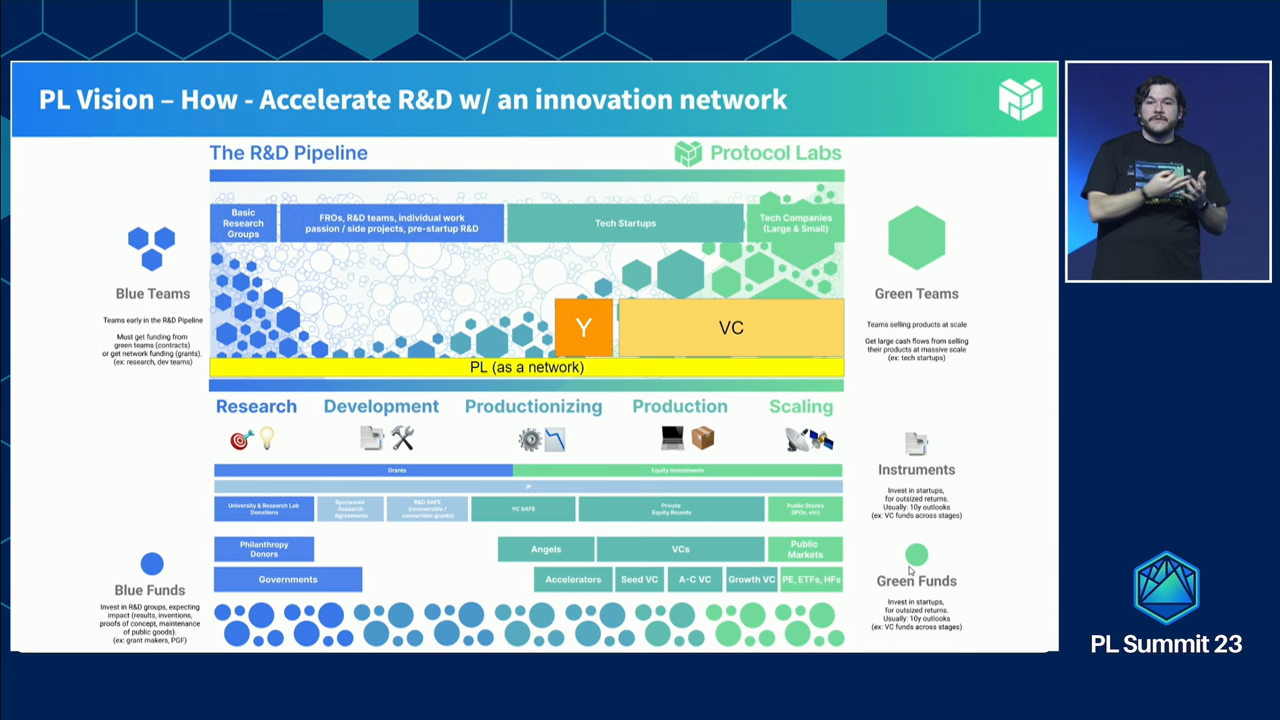 PL Vision – How - Accelerate R&D w/ an innovation network
The R&D Pipeline
Protocol Labs
Basic
Research
Groups
FROs, R&D teams, individual work
passion / side projects, pre-startup R&D
Tech Startups
Tech Companies
(Large & Small)
Blue Teams
Teams early in the R&D Pipeline
Must get funding from
green teams (contracts)
or get network funding (grants).
(ex: research, dev teams)
Green Teams
Teams selling products at scale
Get large cash flows from selling
their products at massive scale
(ex: tech startups)
Y
VC
PL (as a network)
Research
Development
Productionizing
Production
Scaling
Grants
Equity Investments
IP
University & Research Lab
Donations
Sponsored
Research
Agreements
R&D SAFE
(recoverable /
convertible grants)
YC SAFE
Private
Equity Rounds
Public Stocks
(IPOs, etc)
Instruments
Invest in startups,
for outsized returns.
Usually: 10y outlooks
(ex: VC funds across stages)
Philanthropy
Donors
Angels
VCs
Public
Markets
Governments
Accelerators
Seed VC
A-C VC
Growth VC
PE, ETFs, HFs
Blue Funds
Invest in R&D groups, expecting
impact (results, inventions,
proofs of concept, maintenance
of public goods).
(ex: grant makers, PGF)
Green Funds
Invest in startups,
for outsized returns.
Usually: 10y outlooks
(ex: VC funds across stages)
PL Summit 23